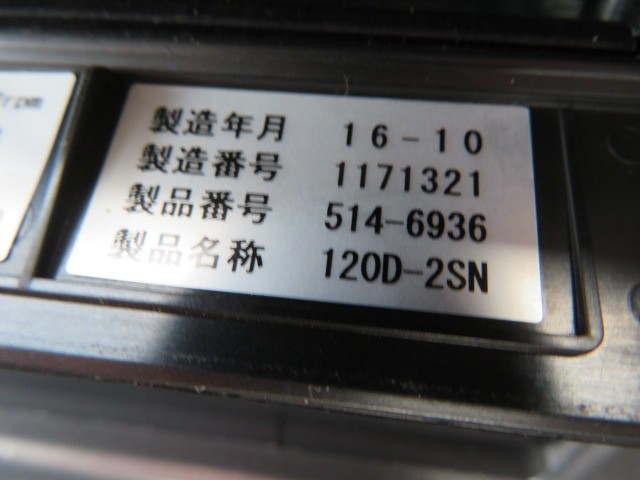 rpm
製造年月 16-10
製造番号 1171321
製品番号 514-6936
製品名称 120D-2SN